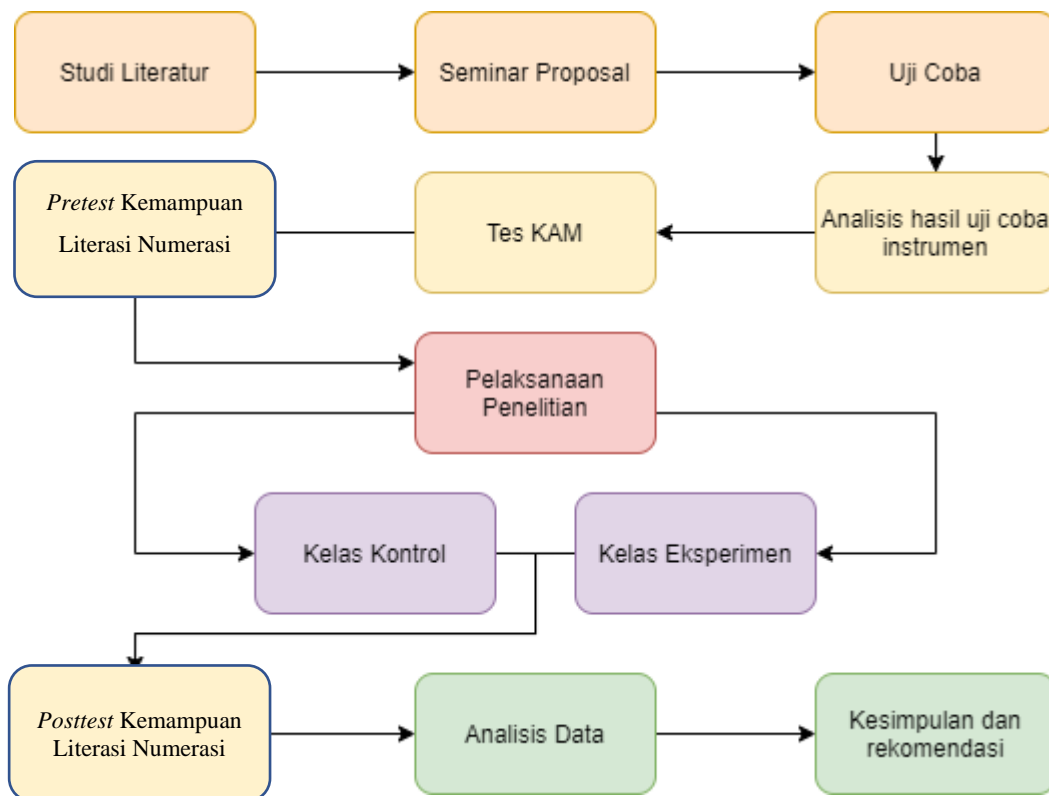 Studi Literatur
Seminar Proposal
Uji Coba
Pretest Kemampuan
Literasi Numerasi
Tes KAM
Analisis hasil uji coba
instrumen
Pelaksanaan
Penelitian
Kelas Kontrol
Kelas Eksperimen
Posttest Kemampuan
Literasi Numerasi
Analisis Data
Kesimpulan dan
rekomendasi